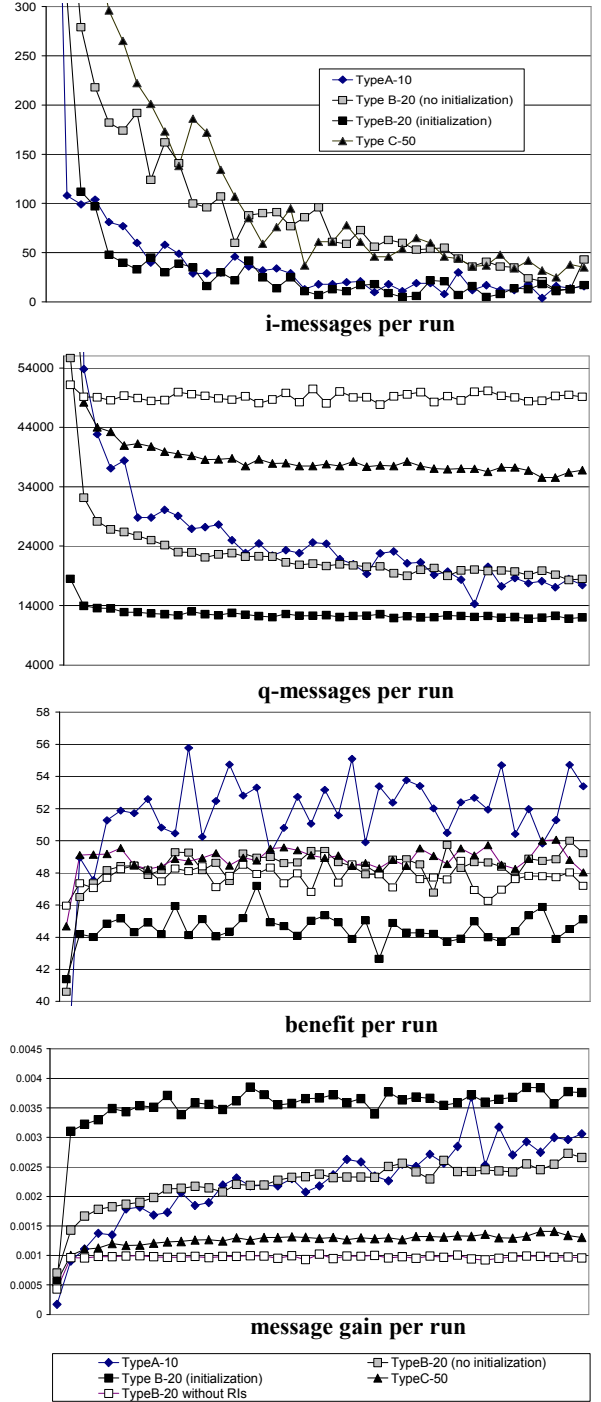 300
250
200
150
100
50
0
TypeA-10
Type B-20 (no initialization)
TypeB-20 (initialization)
Type C-50
i-messages per run
54000
44000
34000
24000
14000
4000
q-messages per run
58
56
54
52
50
48
46
44
42
40
benefit per run
0.0045
0.004
0.0035
0.003
0.0025
0.002
0.0015
0.001
0.0005
0
message gain per run
TypeA-10
TypeB-20 (no initialization)
Type B-20 (initialization)
TypeC-50
TypeB-20 without RIs